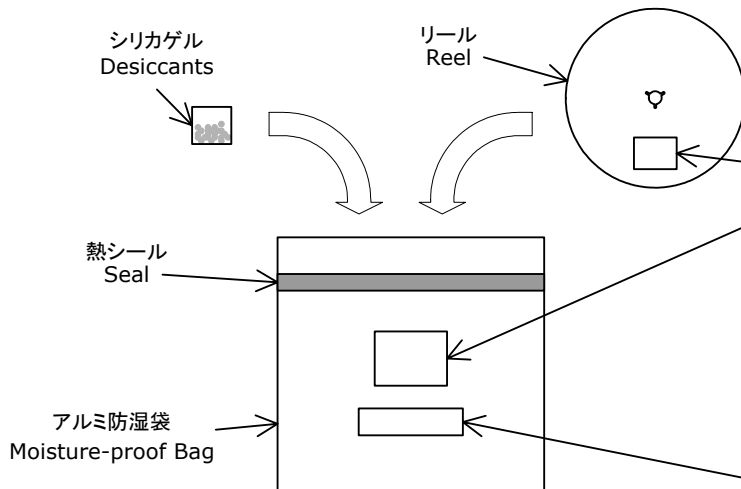 シリカゲル
Desiccants
リール
Reel
熱シール
Seal
アルミ防湿袋
Moisture-proof Bag